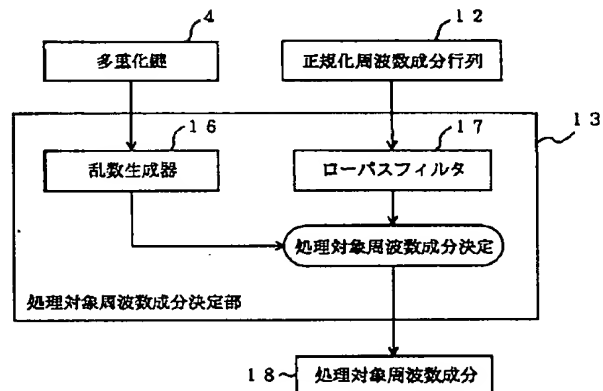 4
多重化鍵
12
正規化周波数成分行列
13
16
乱数生成器
17
ローパスフィルタ
処理対象周波数成分決定
処理対象周波数成分決定部
18
処理対象周波数成分